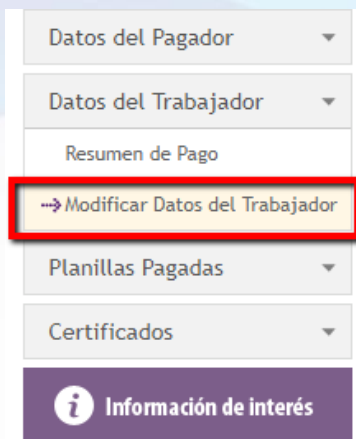 Datos del Pagador
Datos del Trabajador
Resumen de Pago
Modificar Datos del Trabajador
Planillas Pagadas
Certificados
i Información de interés